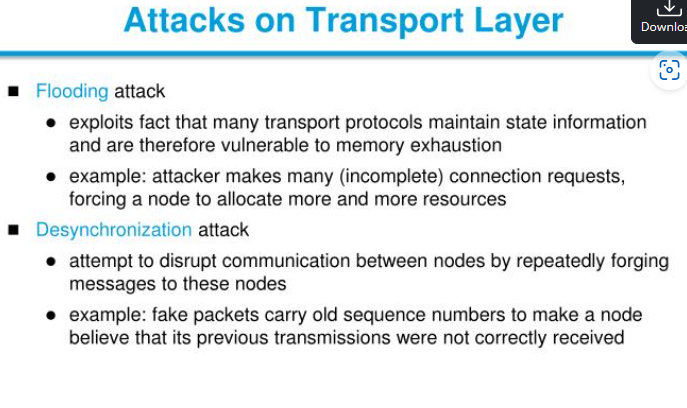 Attacks on Transport Layer
Flooding attack
exploits fact that many transport protocols maintain state information
and are therefore vulnerable to memory exhaustion
example: attacker makes many (incomplete) connection requests,
forcing a node to allocate more and more resources
Desynchronization attack
attempt to disrupt communication between nodes by repeatedly forging
messages to these nodes
example: fake packets carry old sequence numbers to make a node
believe that its previous transmissions were not correctly received